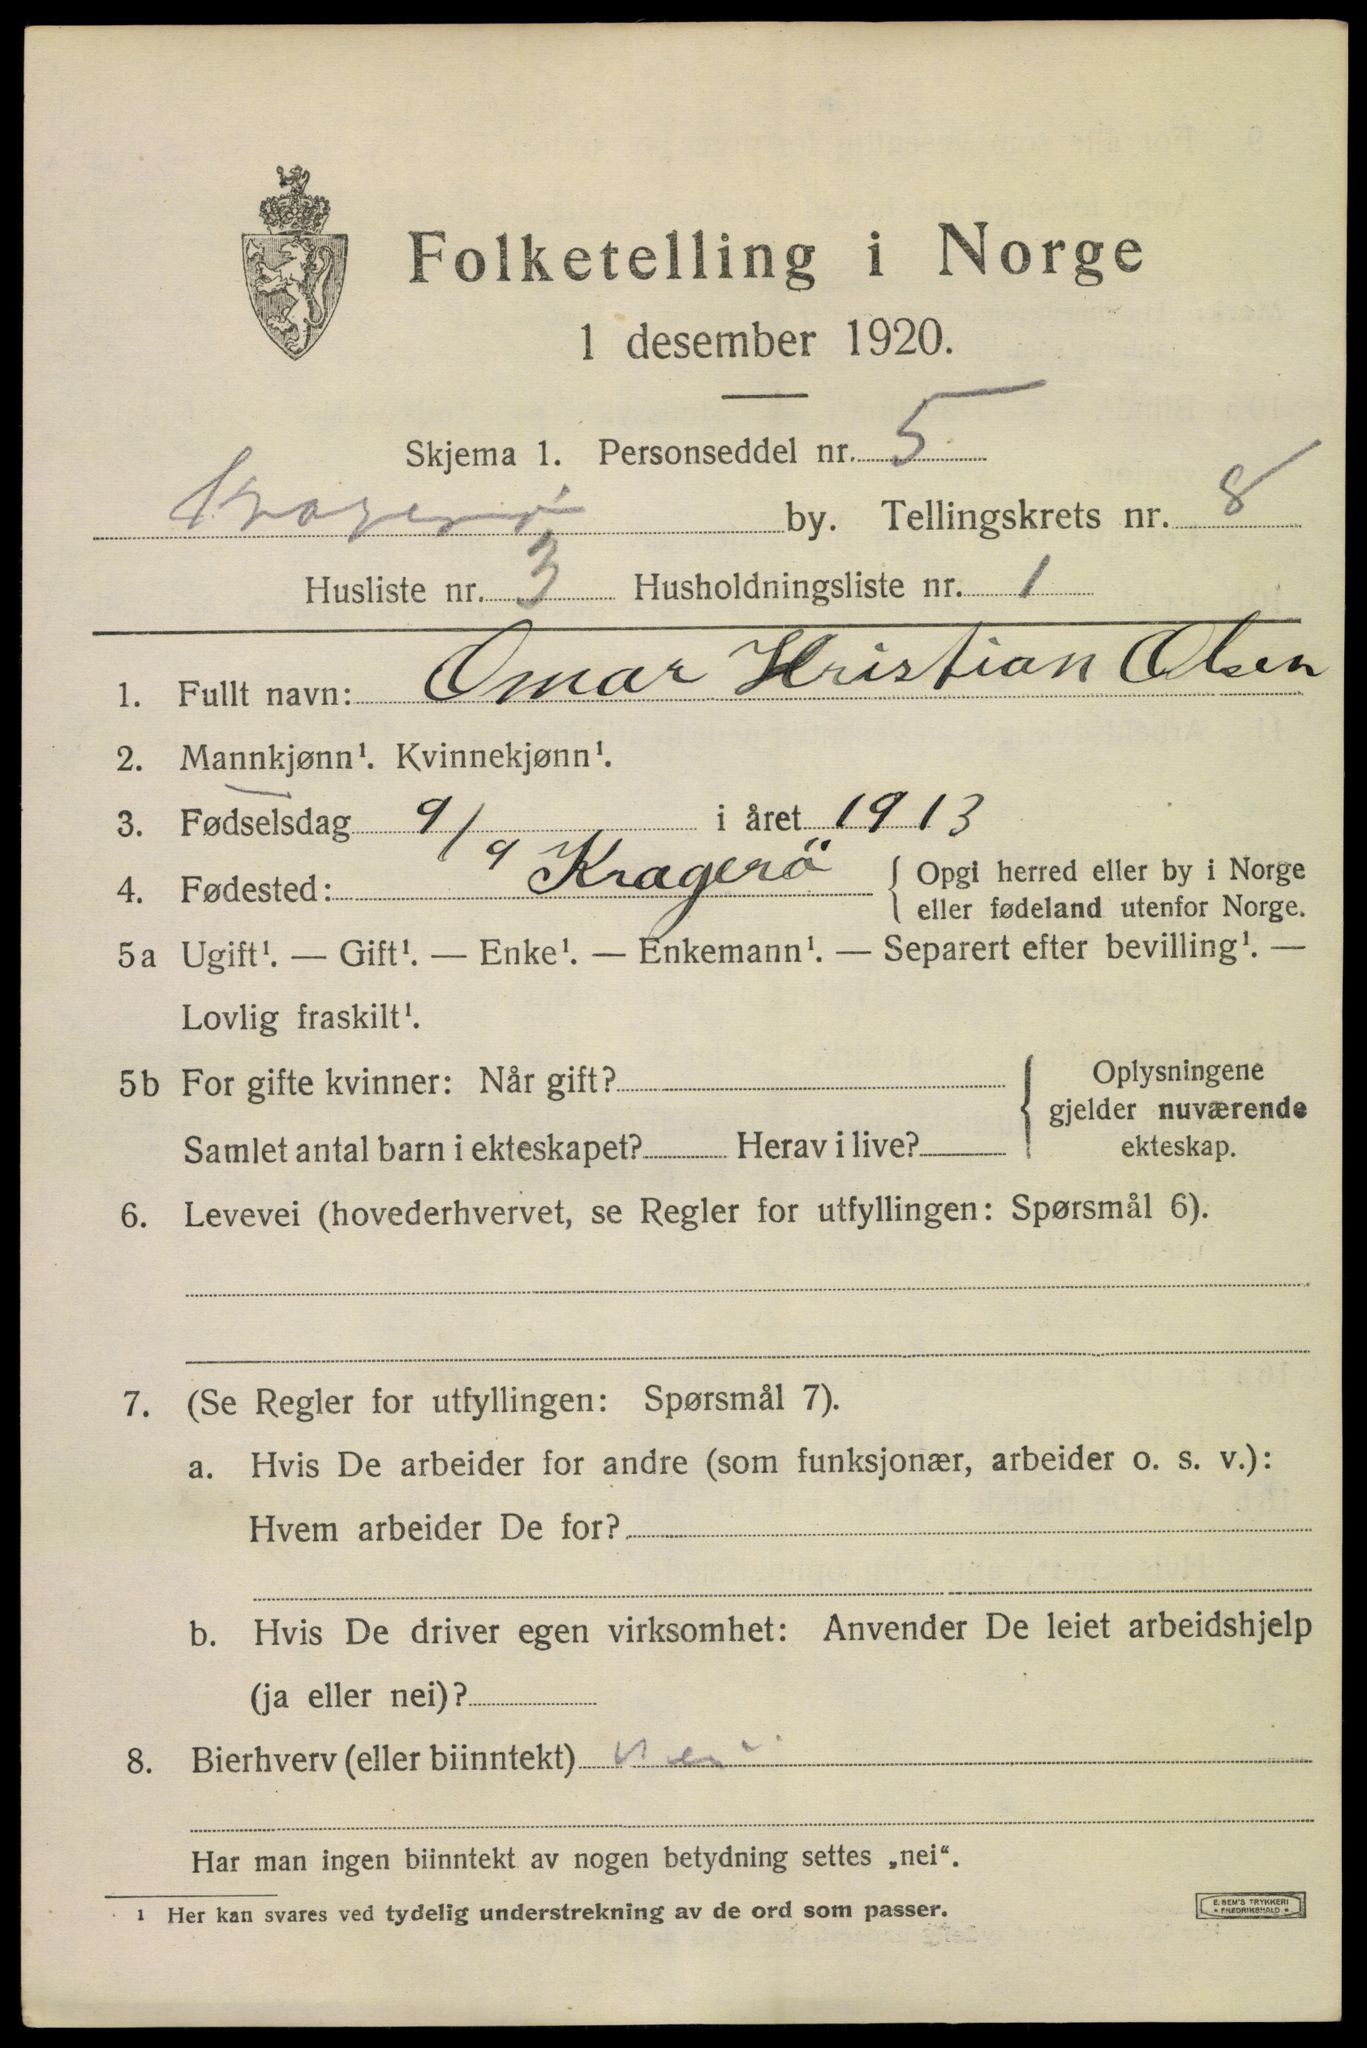 Folketelling i Norge
1 desember 1920.
Skjema 1. Personseddel nr. 5
Kragerø by. Tellingskrets nr. 8
Husliste nr. 3 Husholdningsliste nr. 1
1. Fullt navn: Omar Kristian Olsen
2. Mannkjønn¹. Kvinnekjønn¹.
3. Fødselsdag 9/9 i året 1913
4. Fødested: Kragerö { Opgi herred eller by i Norge
eller fødeland utenfor Norge.
5a Ugift¹. — Gift¹. — Enke¹. — Enkemann¹. — Separert efter bevilling¹. —
Lovlig fraskilt¹.
5b For gifte kvinner: Når gift? { Oplysningene
gjelder nuværende
Samlet antal barn i ekteskapet? Herav i live? ekteskap.
6. Levevei (hovederhvervet, se Regler for utfyllingen: Spørsmål 6).
7. (Se Regler for utfyllingen: Spørsmål 7).
a. Hvis De arbeider for andre (som funksjonær, arbeider o. s. v.):
Hvem arbeider De for?
b. Hvis De driver egen virksomhet: Anvender De leiet arbeidshjelp
(ja eller nei)?
8. Bierhverv (eller biinntekt) nei
Har man ingen biinntekt av nogen betydning settes „nei“.
¹ Her kan svares ved tydelig understrekning av de ord som passer.
E. SEM'S TRYKKERI
FREDRIKSHALD